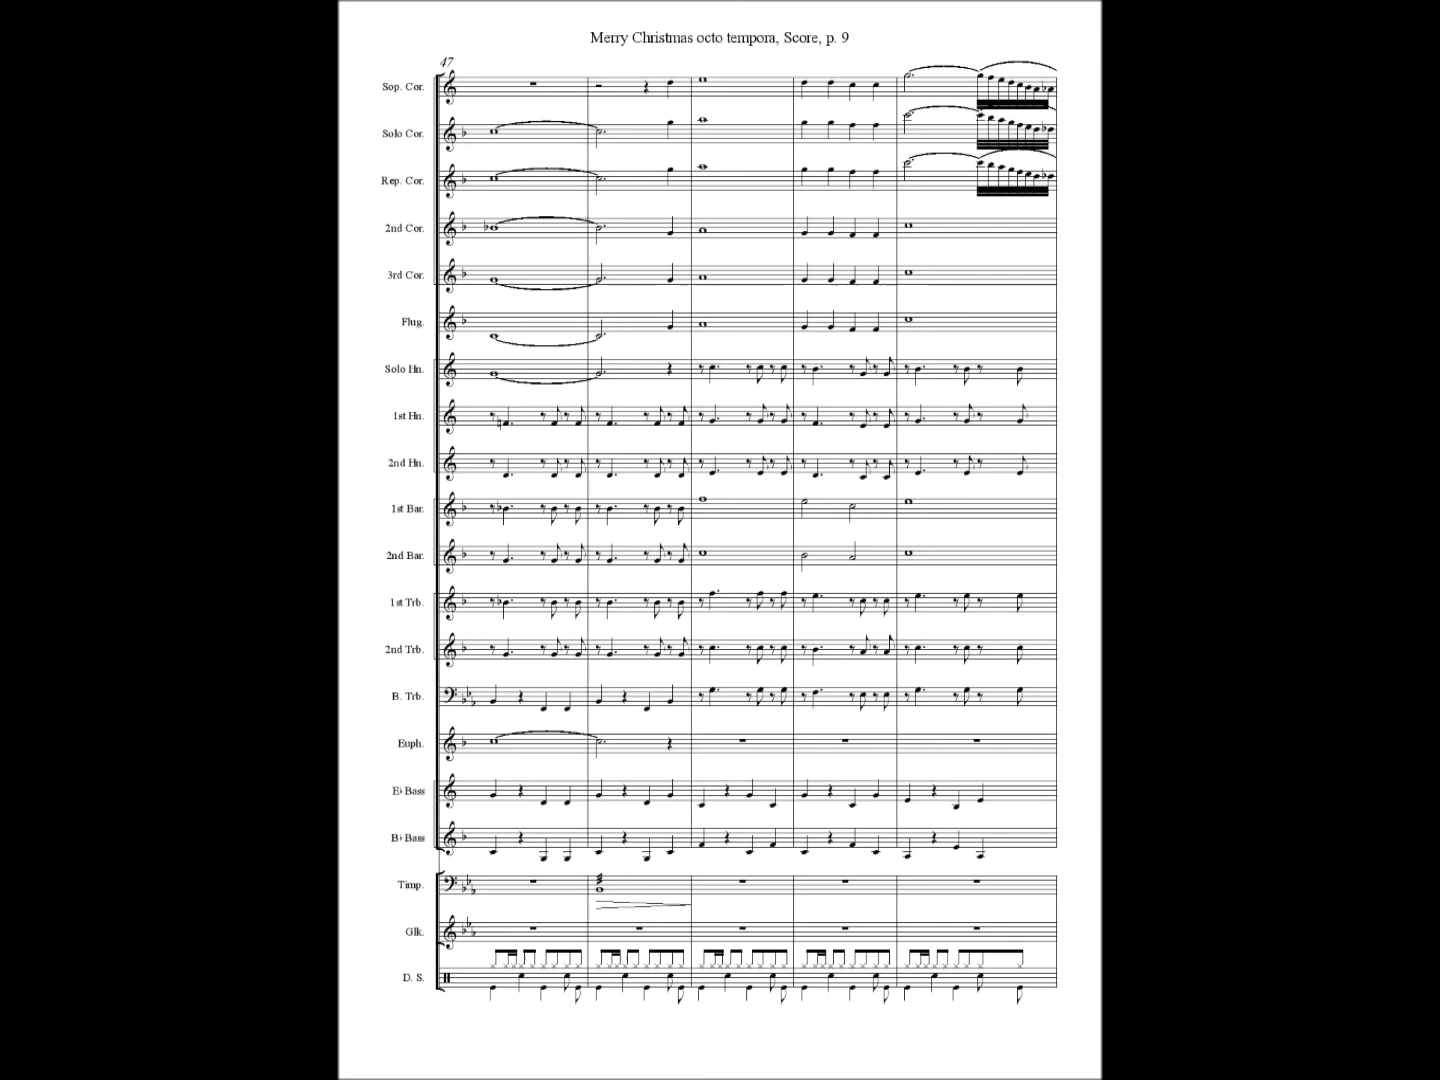 Merry Christmas octo tempora, Score, p. 9
47
Sop. Cor.
Solo Cor.
Rep. Cor.
2nd Cor.
3rd Cor.
Flug.
Solo Hn.
1st Hn.
2nd Hn.
1st Bar.
2nd Bar.
1st Trb.
2nd Trb.
B. Trb.
Euph.
E♭ Bass
B♭ Bass
Timp.
Glk.
D. S.